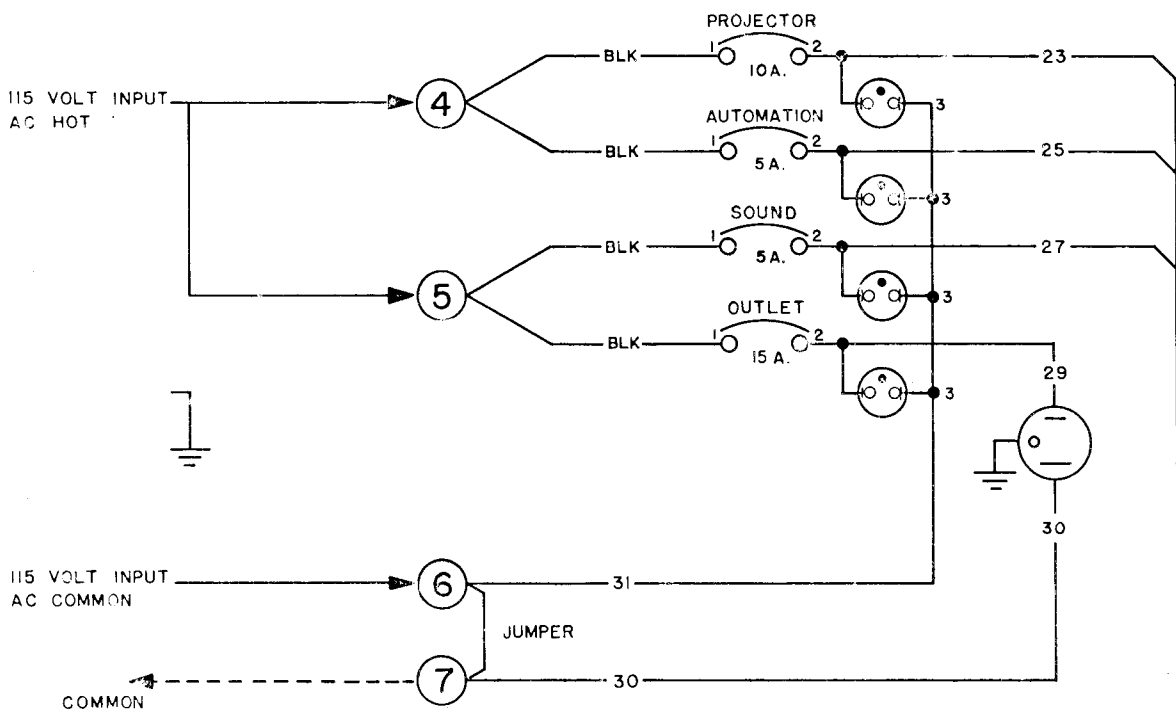 PROJECTOR
1 2
BLK 23
10A.
115 VOLT INPUT
AC HOT
4
3
AUTOMATION
1 2
BLK 25
5A.
3
SOUND
1 2
BLK 27
5A.
5
3
OUTLET
1 2
BLK
15A.
29
3
30
115 VOLT INPUT
AC COMMON
6
31
JUMPER
7
30
COMMON